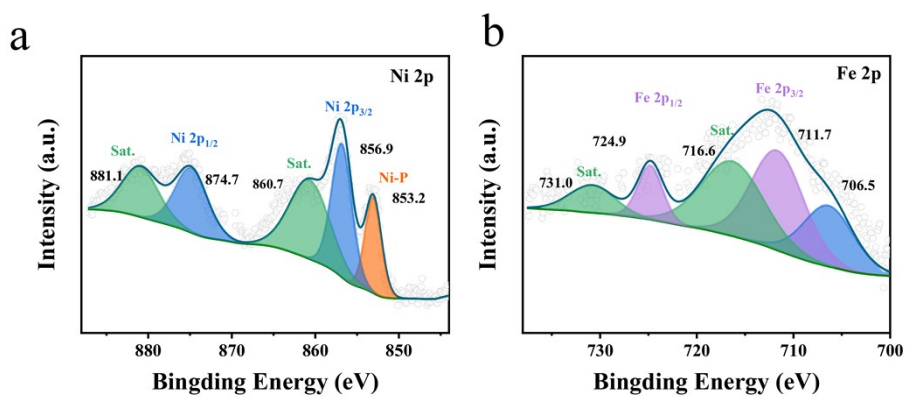 a
Ni 2p
Ni 2p3/2
856.9
Ni 2p1/2
Sat.
Sat.
881.1
874.7
860.7
Ni-P
853.2
Intensity (a.u.)
880
870
860
850
Bingding Energy (eV)
b
Fe 2p
Fe 2p1/2
Fe 2p3/2
724.9
716.6
Sat.
711.7
706.5
731.0
Sat.
Intensity (a.u.)
730
720
710
700
Bingding Energy (eV)